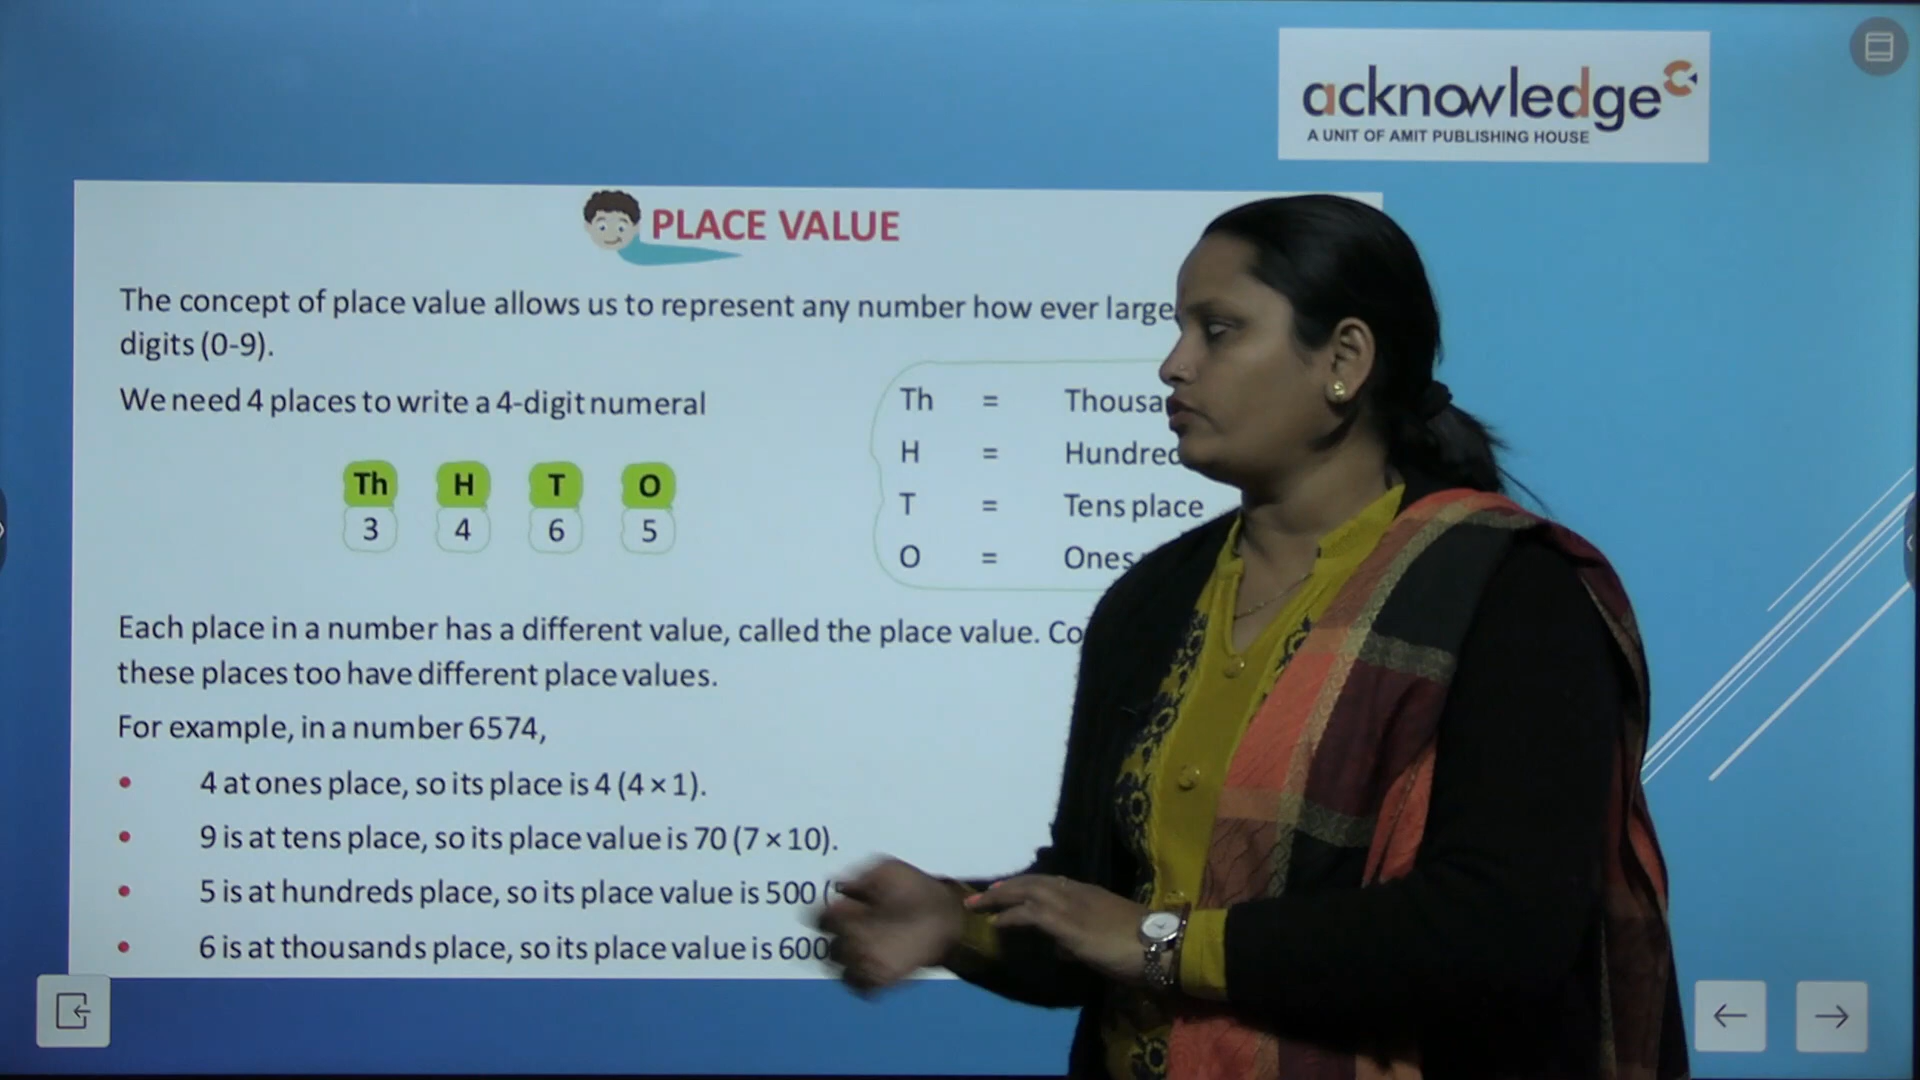 acknowledge
A UNIT OF AMIT PUBLISHING HOUSE
PLACE VALUE
The concept of place value allows us to represent any number how ever large
digits (0-9).
We need 4 places to write a 4-digit numeral
Th H T O
3 4 6 5
Th =
H =
T = Tens place
O = Ones
Each place in a number has a different value, called the place value.
these places too have different place values.
For example, in a number 6574,
• 4 at ones place, so its place is 4 (4 × 1).
• 9 is at tens place, so its place value is 70 (7 × 10).
• 5 is at hundreds place, so its place value is 500 (
• 6 is at thousands place, so its place value is